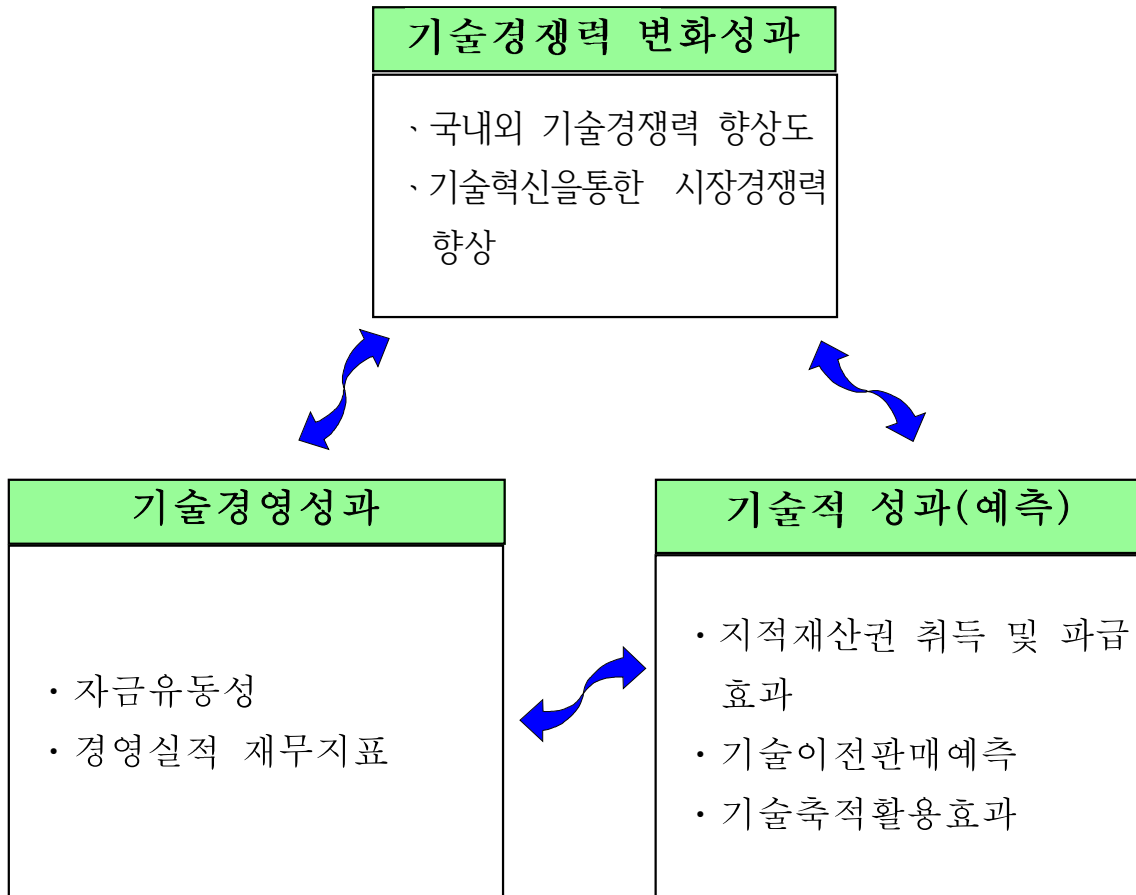 기술경쟁력 변화성과
· 국내외 기술경쟁력 향상도
· 기술혁신을통한 시장경쟁력
향상
기술경영성과
· 자금유동성
· 경영실적 재무지표
기술적 성과(예측)
· 지적재산권 취득 및 파급
효과
· 기술이전판매예측
· 기술축적활용효과